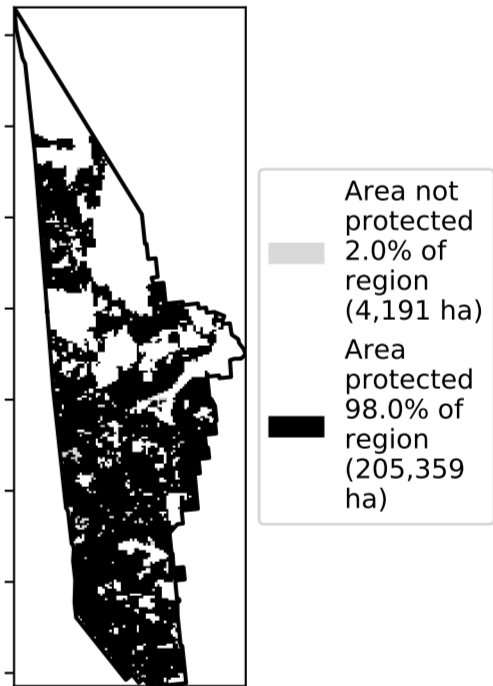 Area not
protected
2.0% of
region
(4,191 ha)
Area
protected
98.0% of
region
(205,359
ha)